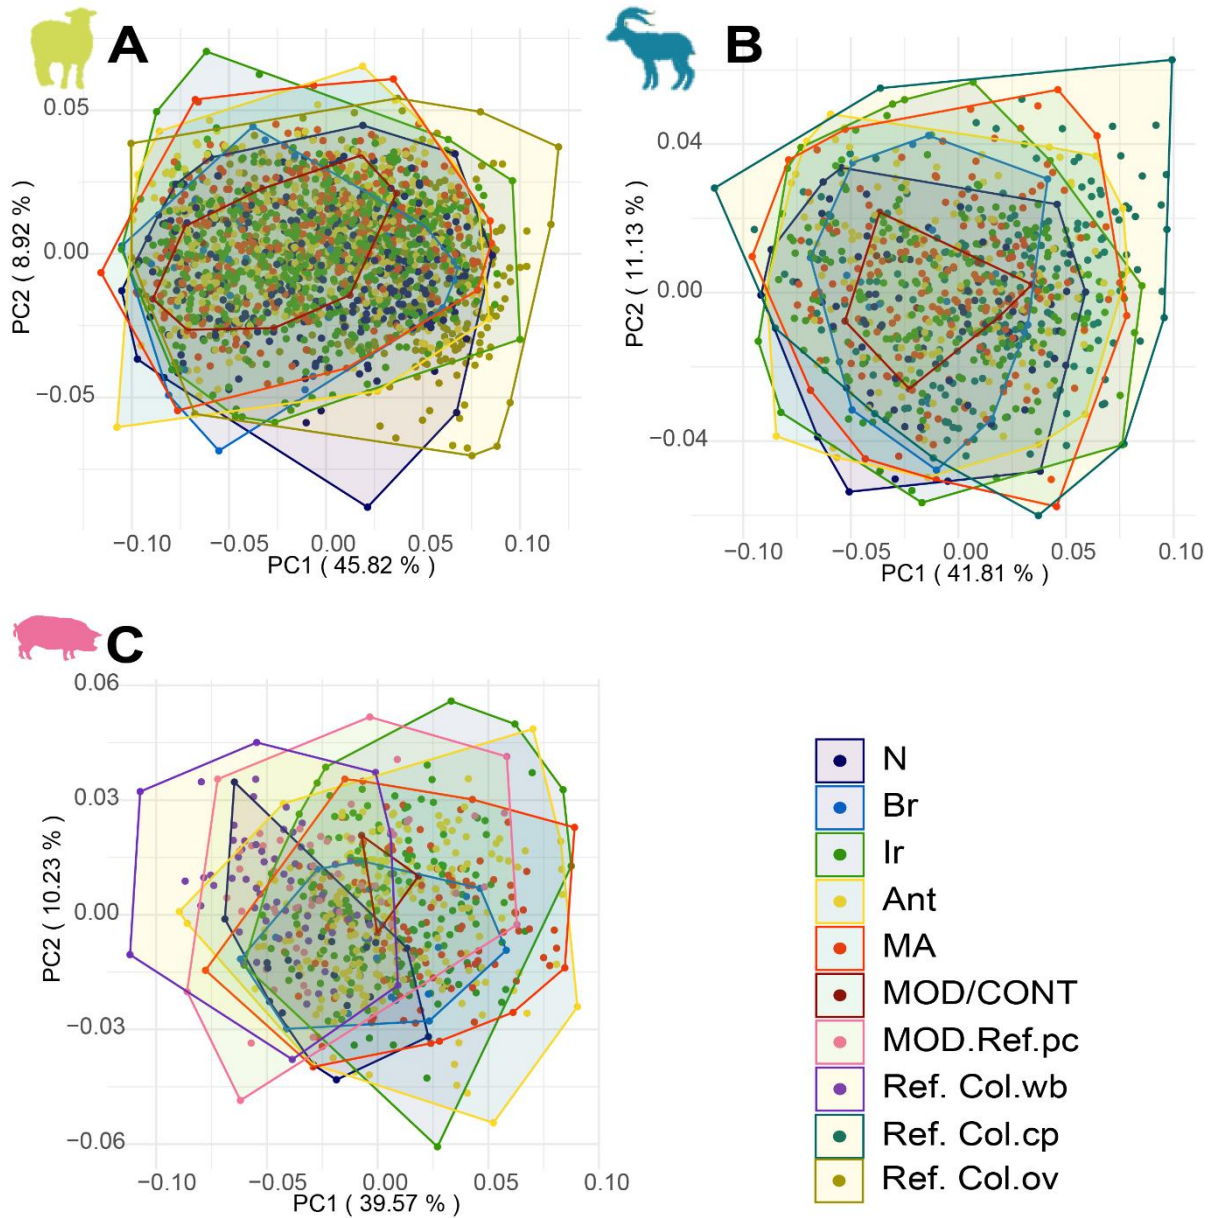 A
0.05
0.00
−0.05
PC2 ( 8.92 % )
−0.10 −0.05 0.00 0.05 0.10
PC1 ( 45.82 % )
B
0.04
0.00
−0.04
PC2 ( 11.13 % )
−0.10 −0.05 0.00 0.05 0.10
PC1 ( 41.81 % )
C
0.06
0.03
0.00
−0.03
−0.06
PC2 ( 10.23 % )
−0.10 −0.05 0.00 0.05 0.10
PC1 ( 39.57 % )
N
Br
Ir
Ant
MA
MOD/CONT
MOD.Ref.pc
Ref. Col.wb
Ref. Col.cp
Ref. Col.ov